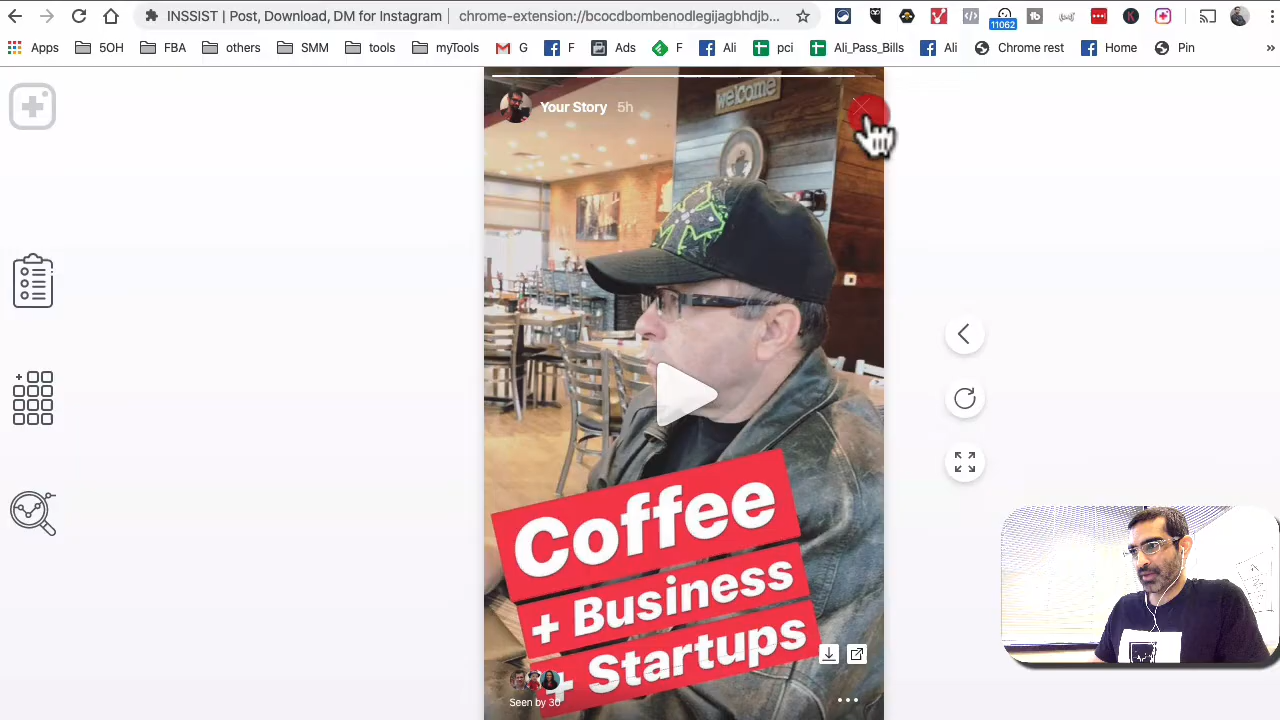 INSSIST | Post, Download, DM for Instagram
chrome-extension://bcocdbombenodlegijagbhdjb...
11062
Apps
5OH
FBA
others
SMM
tools
myTools
G
F
Ads
F
Ali
pci
Ali_Pass_Bills
Ali
Chrome rest
Home
Pin
»
welcome
Your Story 5h
Coffee
+ Business
+ Startups
Seen by 30